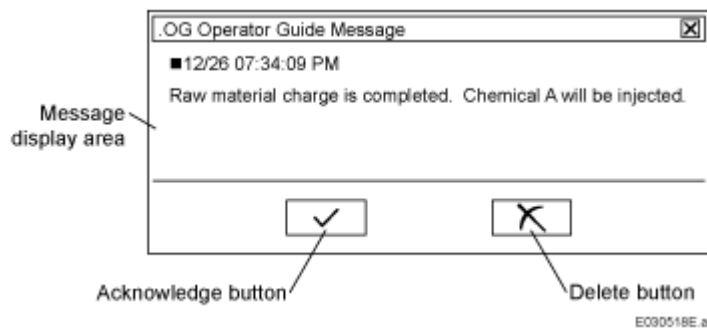 .OG Operator Guide Message
■12/26 07:34:09 PM
Raw material charge is completed. Chemical A will be injected.
Message
display area
Acknowledge button
Delete button
E030518E.a